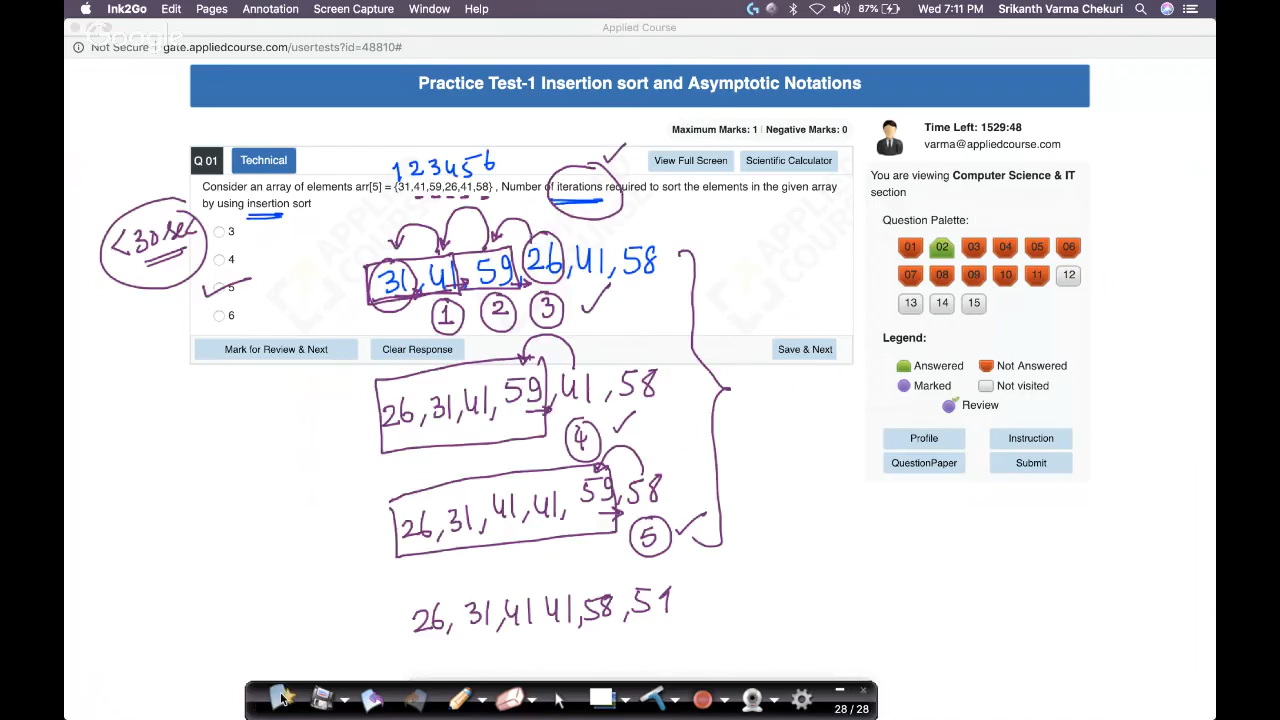 Ink2Go Edit Pages Annotation Screen Capture Window Help 87% Wed 7:11 PM Srikanth Varma Chekuri
Google
Applied Course
Not Secure gate.appliedcourse.com/usertests?id=48810#
Practice Test-1 Insertion sort and Asymptotic Notations
Maximum Marks: 1 | Negative Marks: 0
Q 01 Technical View Full Screen Scientific Calculator
1 2 3 4 5 6
Consider an array of elements arr[5] = {31,41,59,26,41,58} , Number of iterations required to sort the elements in the given array
by using insertion sort
<30 sec
3
4
5
6
31, 41, 59, 26, 41, 58
1 2 3
Mark for Review & Next Clear Response Save & Next
26, 31, 41, 59, 41, 58
4
26, 31, 41, 41, 59, 58
5
26, 31, 41 41, 58, 59
Time Left: 1529:48
varma@appliedcourse.com
You are viewing Computer Science & IT
section
Question Palette:
01 02 03 04 05 06
07 08 09 10 11 12
13 14 15
Legend:
Answered Not Answered
Marked Not visited
Review
Profile Instruction
QuestionPaper Submit
28 / 28